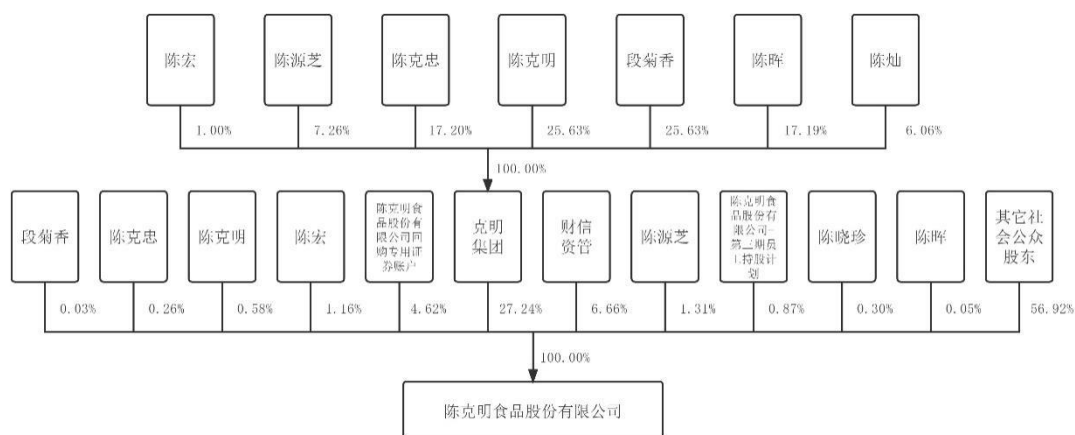 陈宏
陈源芝
陈克忠
陈克明
段菊香
陈晖
陈灿
1.00%
7.26%
17.20%
25.63%
25.63%
17.19%
6.06%
100.00%
段菊香
陈克忠
陈克明
陈宏
陈克明食
品股份有
限公司回
购专用证
券账户
克明
集团
财信
资管
陈源芝
陈克明食
品股份有
限公司-
第三期员
工持股计
划
陈晓珍
陈晖
其它社
会公众
股东
0.03%
0.26%
0.58%
1.16%
4.62%
27.24%
6.66%
1.31%
0.87%
0.30%
0.05%
56.92%
100.00%
陈克明食品股份有限公司